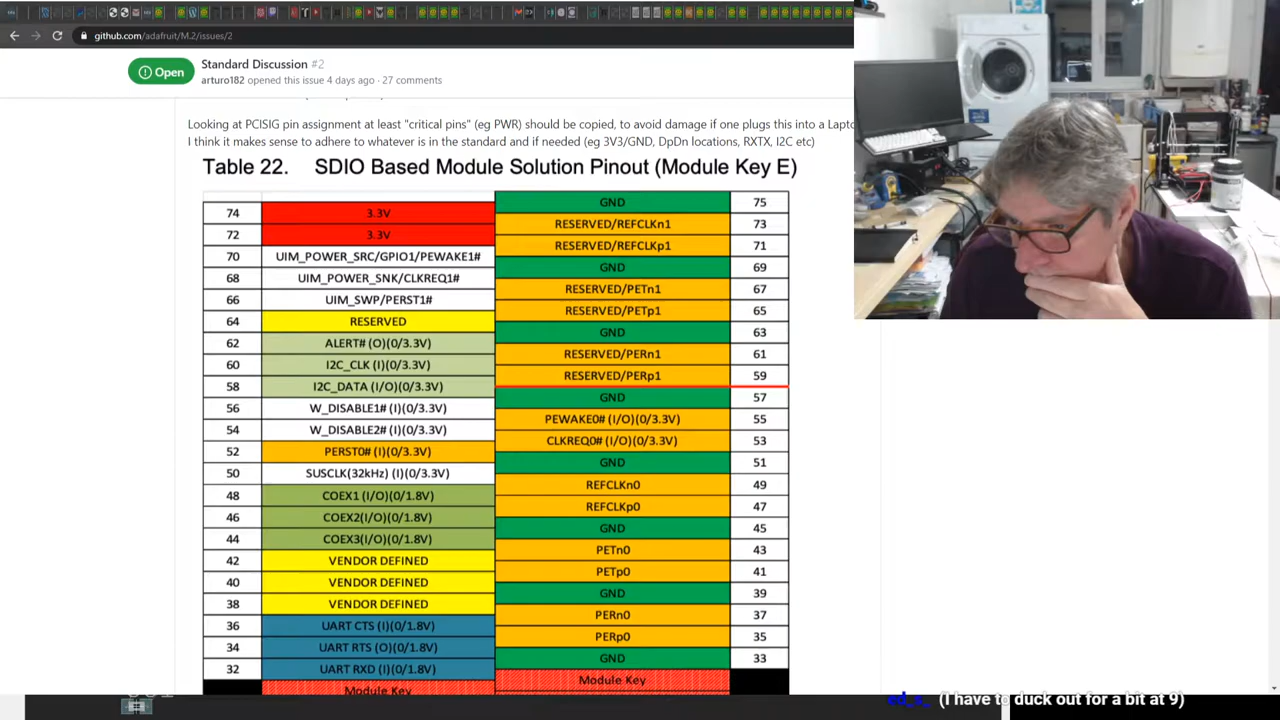 github.com/adafruit/M.2/issues/2
Open
Standard Discussion #2
arturo182 opened this issue 4 days ago · 27 comments
Looking at PCISIG pin assignment at least "critical pins" (eg PWR) should be copied, to avoid damage if one plugs this into a Lapto
I think it makes sense to adhere to whatever is in the standard and if needed (eg 3V3/GND, DpDn locations, RXTX, I2C etc)
Table 22. SDIO Based Module Solution Pinout (Module Key E)
GND 75
74 3.3V
RESERVED/REFCLKn1 73
72 3.3V
RESERVED/REFCLKp1 71
70 UIM_POWER_SRC/GPIO1/PEWAKE1#
GND 69
68 UIM_POWER_SNK/CLKREQ1#
RESERVED/PETn1 67
66 UIM_SWP/PERST1#
RESERVED/PETp1 65
64 RESERVED
GND 63
62 ALERT# (O)(0/3.3V)
RESERVED/PERn1 61
60 I2C_CLK (I)(0/3.3V)
RESERVED/PERp1 59
58 I2C_DATA (I/O)(0/3.3V)
GND 57
56 W_DISABLE1# (I)(0/3.3V)
PEWAKE0# (I/O)(0/3.3V) 55
54 W_DISABLE2# (I)(0/3.3V)
CLKREQ0# (I/O)(0/3.3V) 53
52 PERST0# (I)(0/3.3V)
GND 51
50 SUSCLK(32kHz) (I)(0/3.3V)
REFCLKn0 49
48 COEX1 (I/O)(0/1.8V)
REFCLKp0 47
46 COEX2(I/O)(0/1.8V)
GND 45
44 COEX3(I/O)(0/1.8V)
PETn0 43
42 VENDOR DEFINED
PETp0 41
40 VENDOR DEFINED
GND 39
38 VENDOR DEFINED
PERn0 37
36 UART CTS (I)(0/1.8V)
PERp0 35
34 UART RTS (O)(0/1.8V)
GND 33
32 UART RXD (I)(0/1.8V)
Module Key
Module Key
(I have to duck out for a bit at 9)